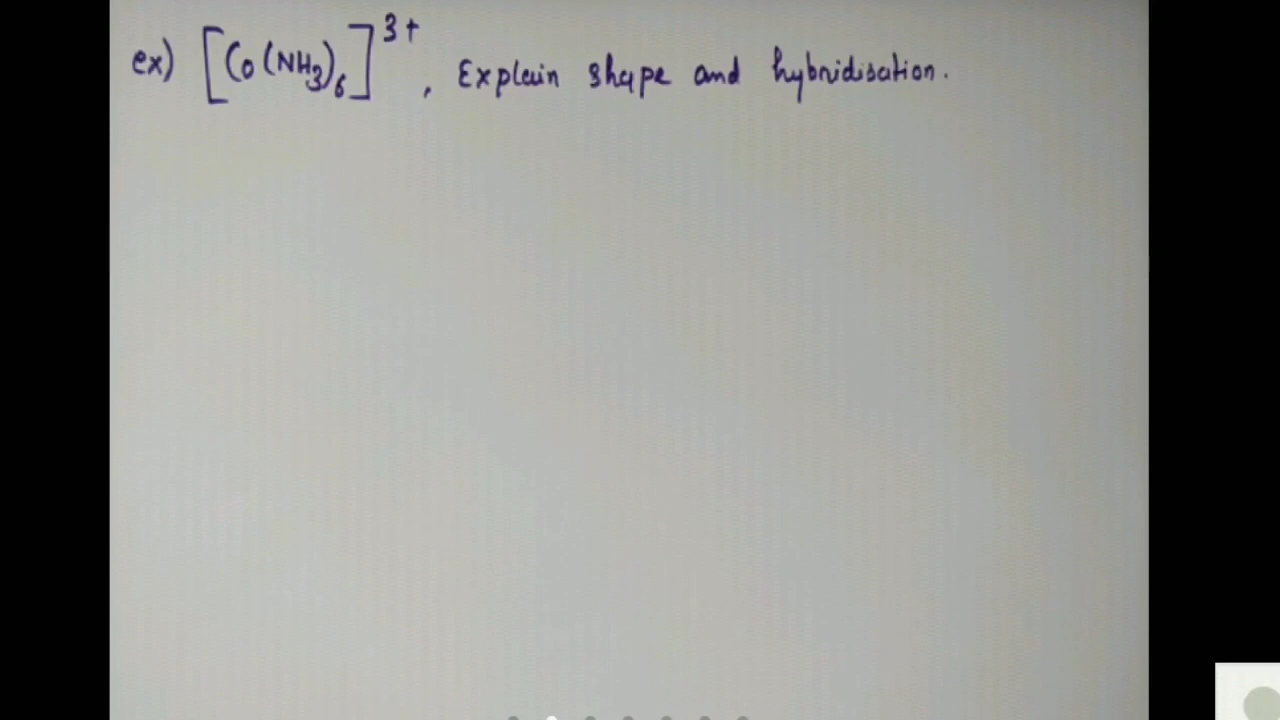 ex) [Co(NH₃)₆]³⁺, Explain shape and hybridisation.